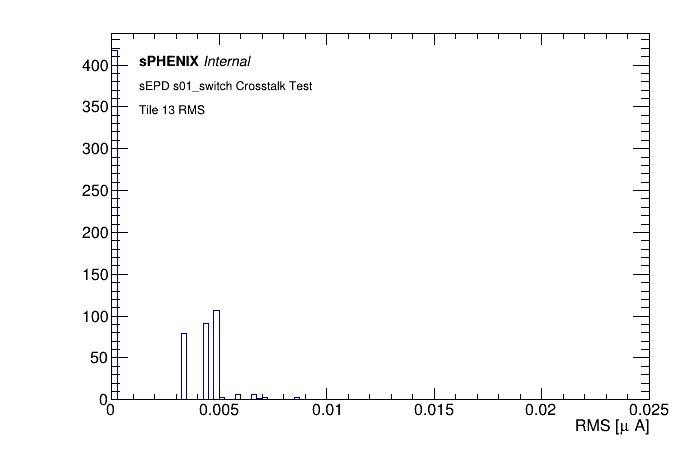 sPHENIX Internal
sEPD s01_switch Crosstalk Test
Tile 13 RMS
400
350
300
250
200
150
100
50
0
0 0.005 0.01 0.015 0.02 0.025
RMS [μ A]